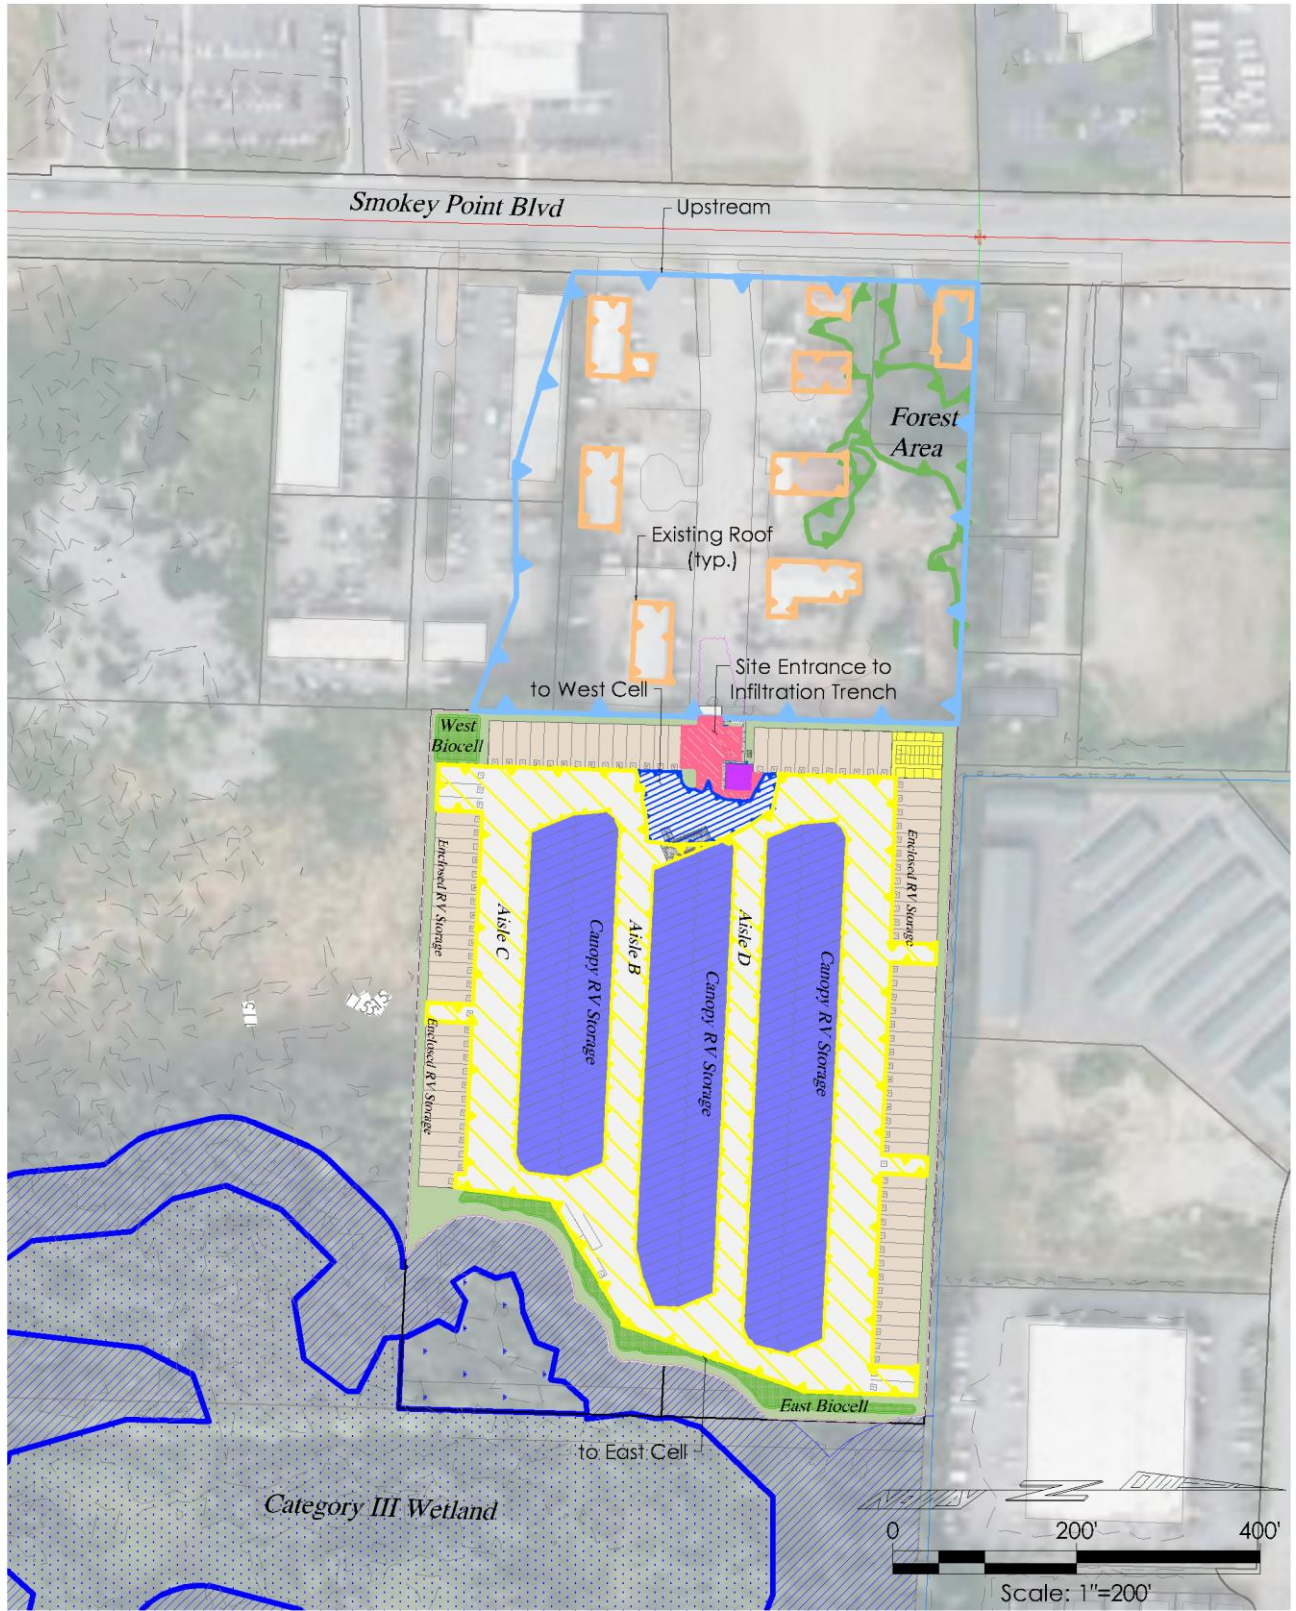 Smokey Point Blvd
Upstream
Forest
Area
Existing Roof
(typ.)
Site Entrance to
Infiltration Trench
to West Cell
West
Biocell
Enclosed RV Storage
Enclosed RV Storage
Enclosed RV Storage
Aisle C
Canopy RV Storage
Aisle B
Canopy RV Storage
Aisle D
Canopy RV Storage
East Biocell
to East Cell
Category III Wetland
0
200'
400'
Scale: 1"=200'